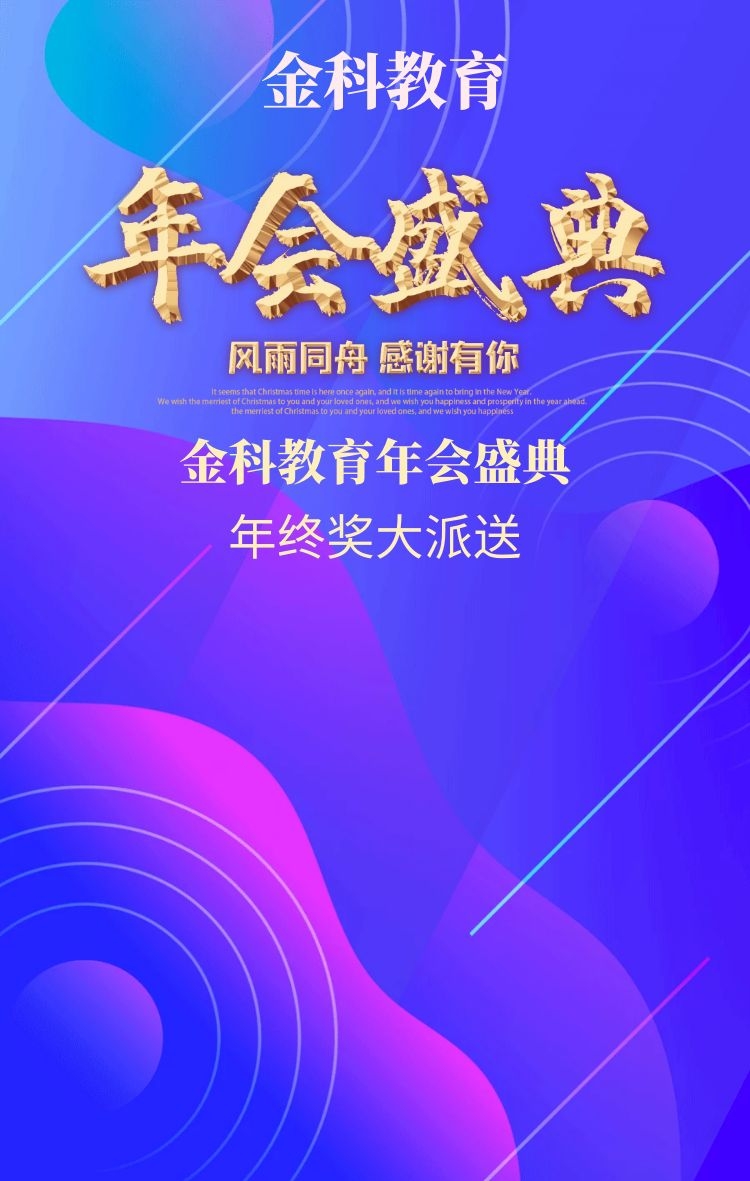 金科教育
年会盛典
风雨同舟 感谢有你
It seems that Christmas time is here once again, and it is time again to bring in the New Year.
We wish the merriest of Christmas to you and your loved ones, and we wish you happiness and prosperity in the year ahead.
the merriest of Christmas to you and your loved ones, and we wish you happiness
金科教育年会盛典
年终奖大派送